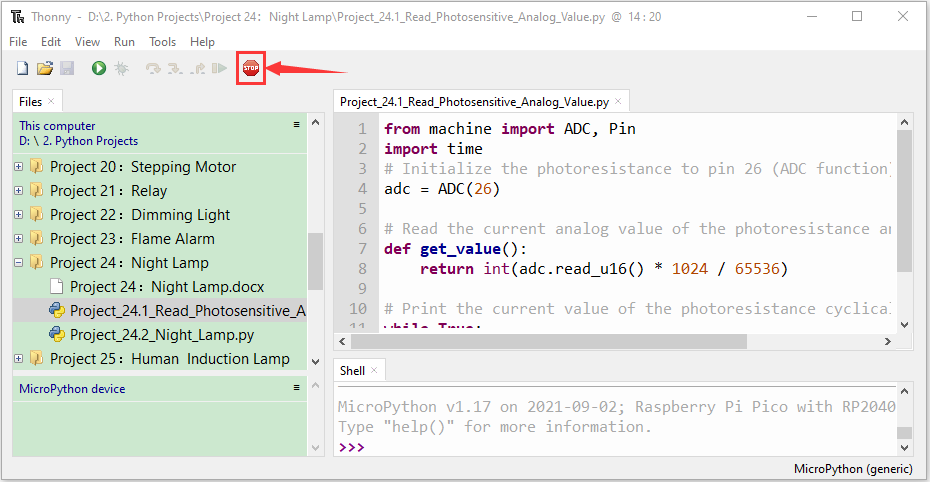 Thonny - D:\2. Python Projects\Project 24：Night Lamp\Project_24.1_Read_Photosensitive_Analog_Value.py @ 14 : 20
File Edit View Run Tools Help
STOP
Files
This computer
D: \ 2. Python Projects
Project 20：Stepping Motor
Project 21：Relay
Project 22：Dimming Light
Project 23：Flame Alarm
Project 24：Night Lamp
Project 24：Night Lamp.docx
Project_24.1_Read_Photosensitive_A
Project_24.2_Night_Lamp.py
Project 25：Human Induction Lamp
MicroPython device
Project_24.1_Read_Photosensitive_Analog_Value.py
1 from machine import ADC, Pin
2 import time
3 # Initialize the photoresistance to pin 26 (ADC function)
4 adc = ADC(26)
5
6 # Read the current analog value of the photoresistance an
7 def get_value():
8 return int(adc.read_u16() * 1024 / 65536)
9
10 # Print the current value of the photoresistance cyclical
11 while True:
Shell
MicroPython v1.17 on 2021-09-02; Raspberry Pi Pico with RP2040
Type "help()" for more information.
>>>
MicroPython (generic)